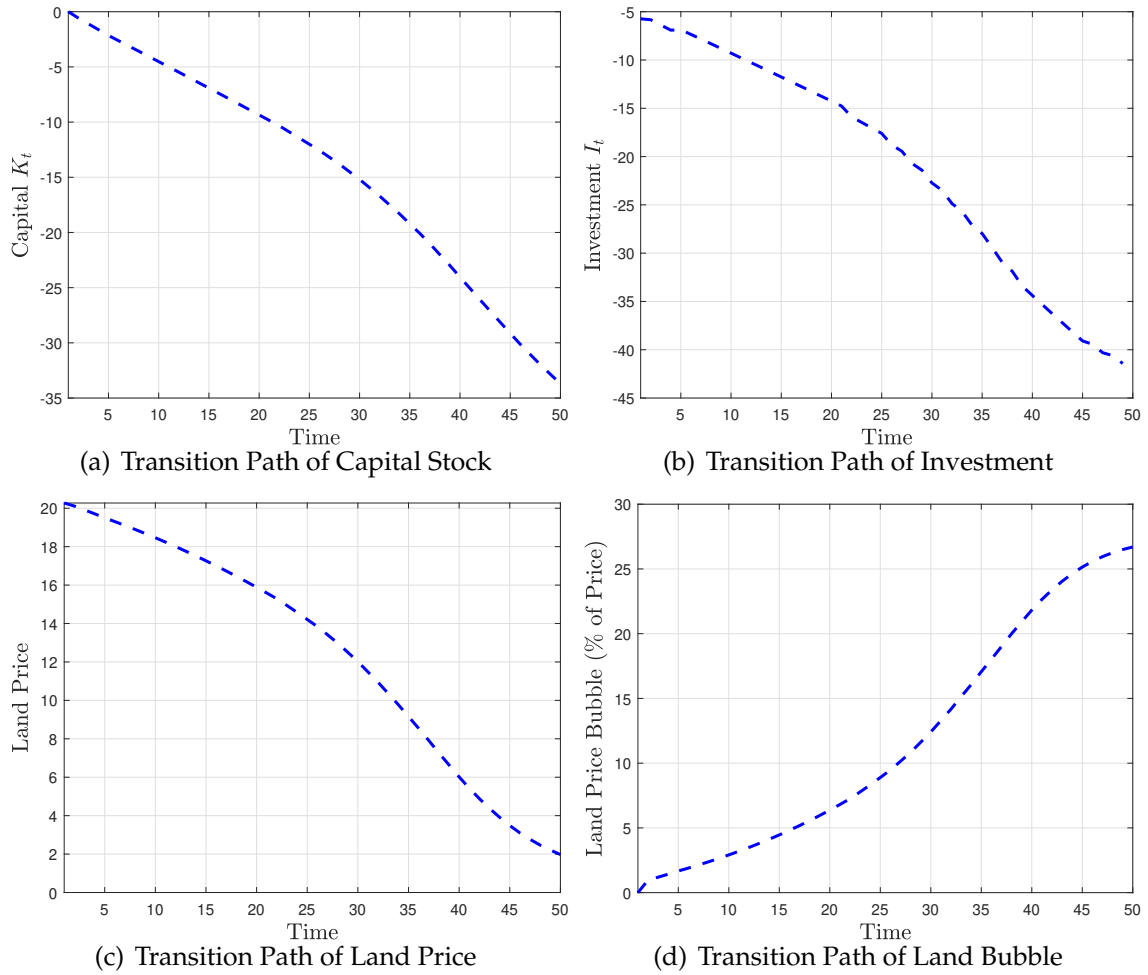 0
-5
-10
-15
-20
-25
-30
-35
Capital K_t
5 10 15 20 25 30 35 40 45 50
Time
(a) Transition Path of Capital Stock
-5
-10
-15
-20
-25
-30
-35
-40
-45
Investment I_t
5 10 15 20 25 30 35 40 45 50
Time
(b) Transition Path of Investment
20
18
16
14
12
10
8
6
4
2
0
Land Price
5 10 15 20 25 30 35 40 45 50
Time
(c) Transition Path of Land Price
30
25
20
15
10
5
0
Land Price Bubble (% of Price)
5 10 15 20 25 30 35 40 45 50
Time
(d) Transition Path of Land Bubble